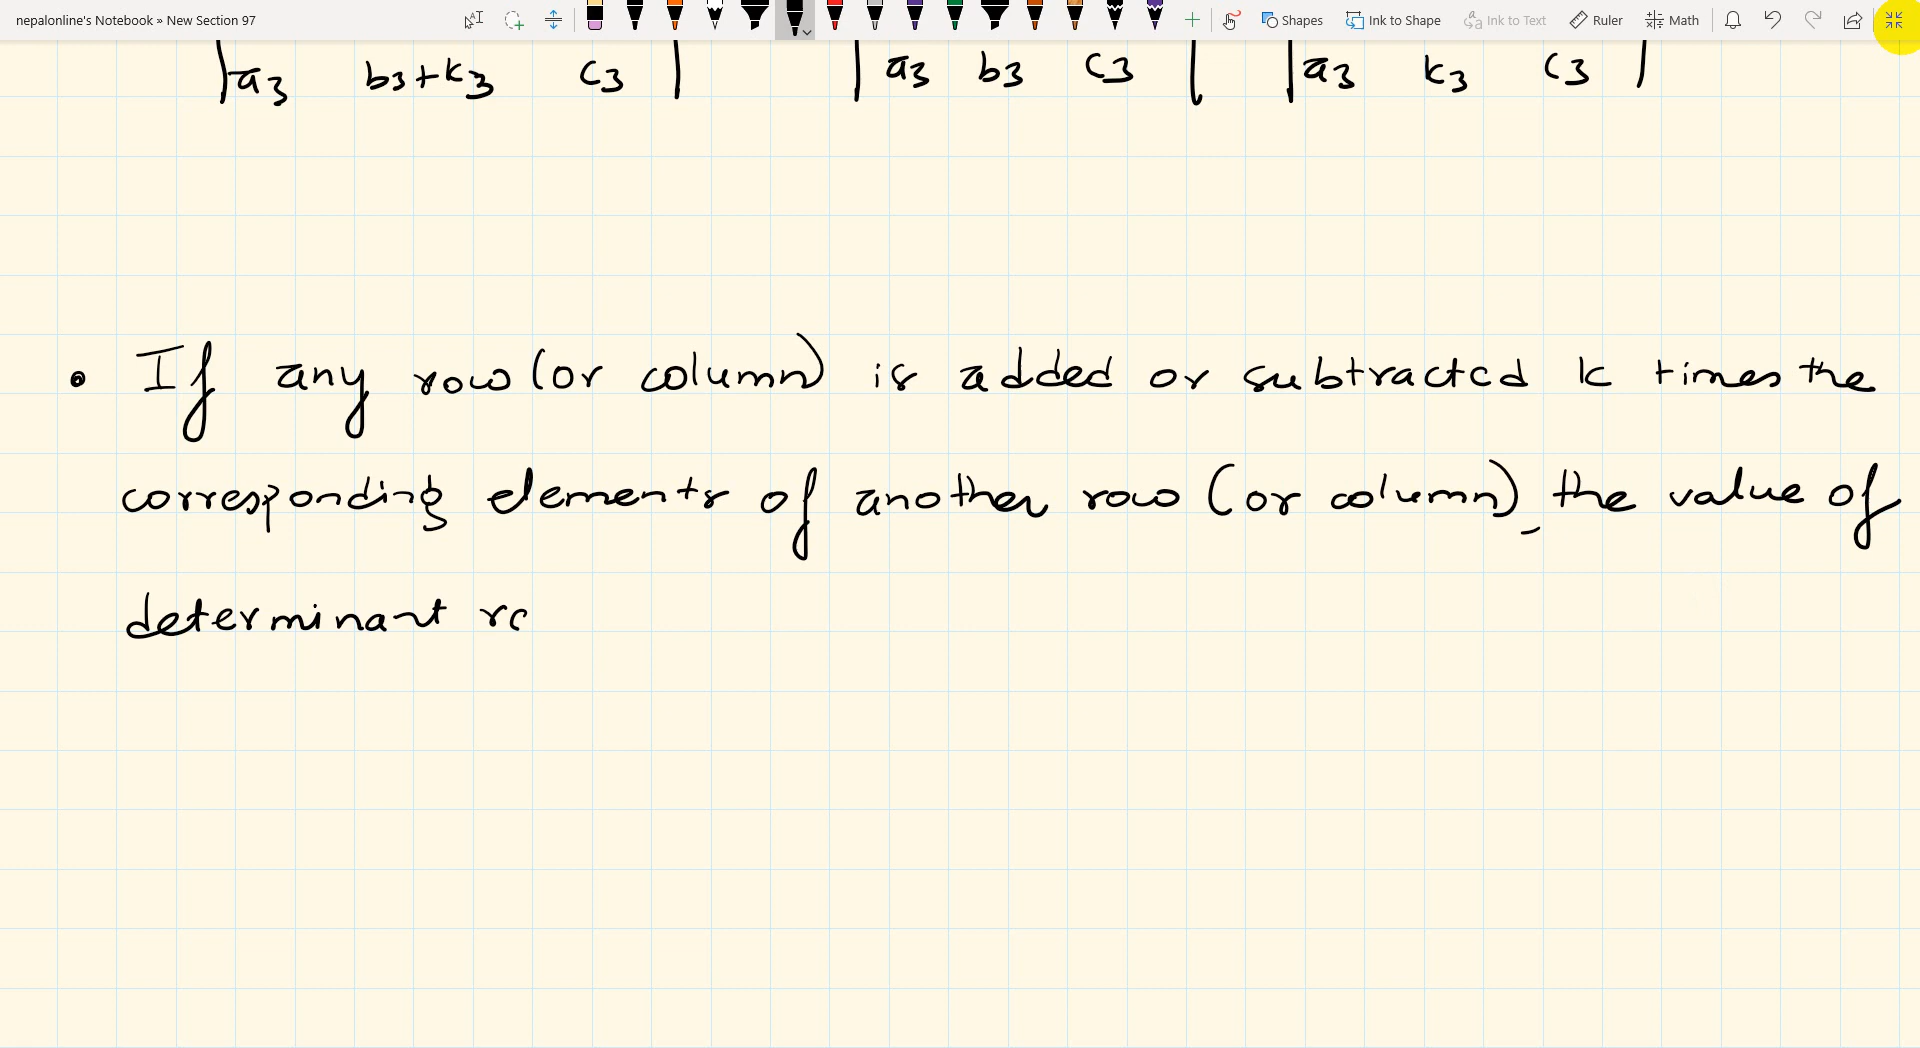 nepalonline's Notebook » New Section 97
Shapes Ink to Shape Ink to Text Ruler Math
|a3 b3+k3 c3| |a3 b3 c3| |a3 k3 c3|
• If any row (or column) is added or subtracted k times the
corresponding elements of another row (or column), the value of
determinant re